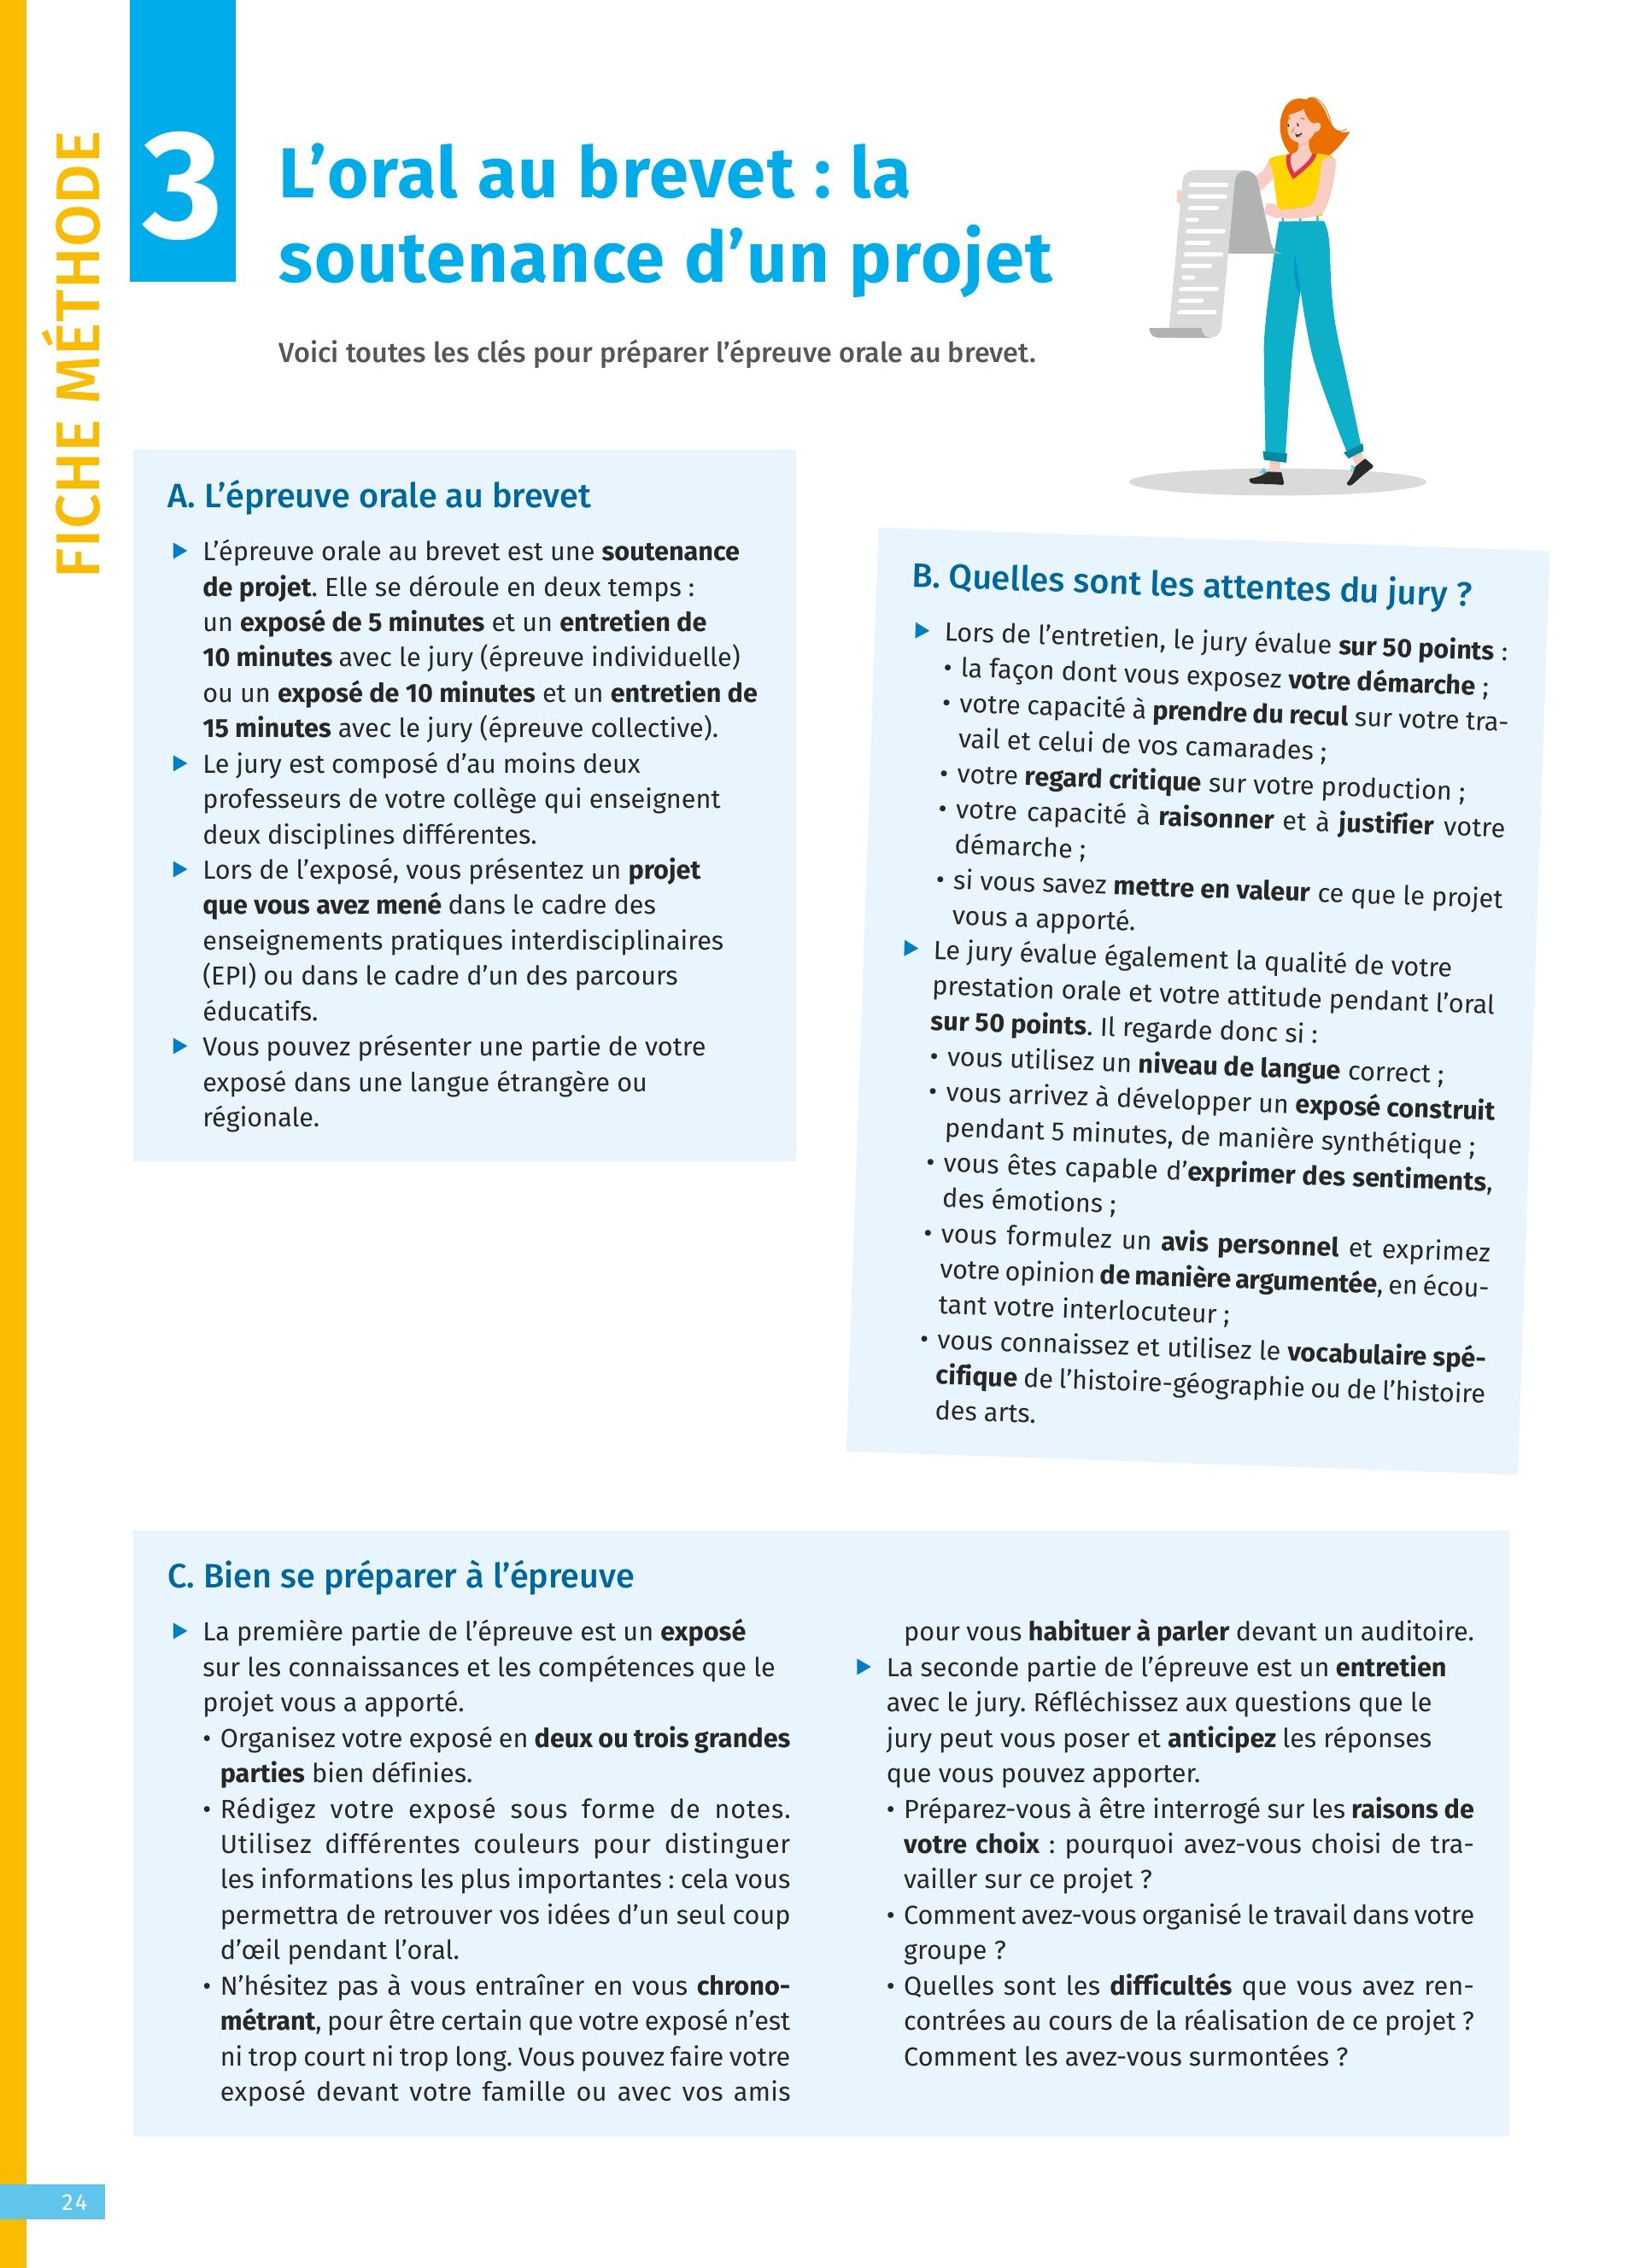 FICHE MÉTHODE
3
L’oral au brevet : la
soutenance d’un projet
Voici toutes les clés pour préparer l’épreuve orale au brevet.
A. L’épreuve orale au brevet
▶ L’épreuve orale au brevet est une soutenance
de projet. Elle se déroule en deux temps :
un exposé de 5 minutes et un entretien de
10 minutes avec le jury (épreuve individuelle)
ou un exposé de 10 minutes et un entretien de
15 minutes avec le jury (épreuve collective).
▶ Le jury est composé d’au moins deux
professeurs de votre collège qui enseignent
deux disciplines différentes.
▶ Lors de l’exposé, vous présentez un projet
que vous avez mené dans le cadre des
enseignements pratiques interdisciplinaires
(EPI) ou dans le cadre d’un des parcours
éducatifs.
▶ Vous pouvez présenter une partie de votre
exposé dans une langue étrangère ou
régionale.
B. Quelles sont les attentes du jury ?
▶ Lors de l’entretien, le jury évalue sur 50 points :
• la façon dont vous exposez votre démarche ;
• votre capacité à prendre du recul sur votre tra-
vail et celui de vos camarades ;
• votre regard critique sur votre production ;
• votre capacité à raisonner et à justifier votre
démarche ;
• si vous savez mettre en valeur ce que le projet
vous a apporté.
▶ Le jury évalue également la qualité de votre
prestation orale et votre attitude pendant l’oral
sur 50 points. Il regarde donc si :
• vous utilisez un niveau de langue correct ;
• vous arrivez à développer un exposé construit
pendant 5 minutes, de manière synthétique ;
• vous êtes capable d’exprimer des sentiments,
des émotions ;
• vous formulez un avis personnel et exprimez
votre opinion de manière argumentée, en écou-
tant votre interlocuteur ;
• vous connaissez et utilisez le vocabulaire spé-
cifique de l’histoire-géographie ou de l’histoire
des arts.
C. Bien se préparer à l’épreuve
▶ La première partie de l’épreuve est un exposé
sur les connaissances et les compétences que le
projet vous a apporté.
• Organisez votre exposé en deux ou trois grandes
parties bien définies.
• Rédigez votre exposé sous forme de notes.
Utilisez différentes couleurs pour distinguer
les informations les plus importantes : cela vous
permettra de retrouver vos idées d’un seul coup
d’œil pendant l’oral.
• N’hésitez pas à vous entraîner en vous chrono-
métrant, pour être certain que votre exposé n’est
ni trop court ni trop long. Vous pouvez faire votre
exposé devant votre famille ou avec vos amis
pour vous habituer à parler devant un auditoire.
▶ La seconde partie de l’épreuve est un entretien
avec le jury. Réfléchissez aux questions que le
jury peut vous poser et anticipez les réponses
que vous pouvez apporter.
• Préparez-vous à être interrogé sur les raisons de
votre choix : pourquoi avez-vous choisi de tra-
vailler sur ce projet ?
• Comment avez-vous organisé le travail dans votre
groupe ?
• Quelles sont les difficultés que vous avez ren-
contrées au cours de la réalisation de ce projet ?
Comment les avez-vous surmontées ?
24